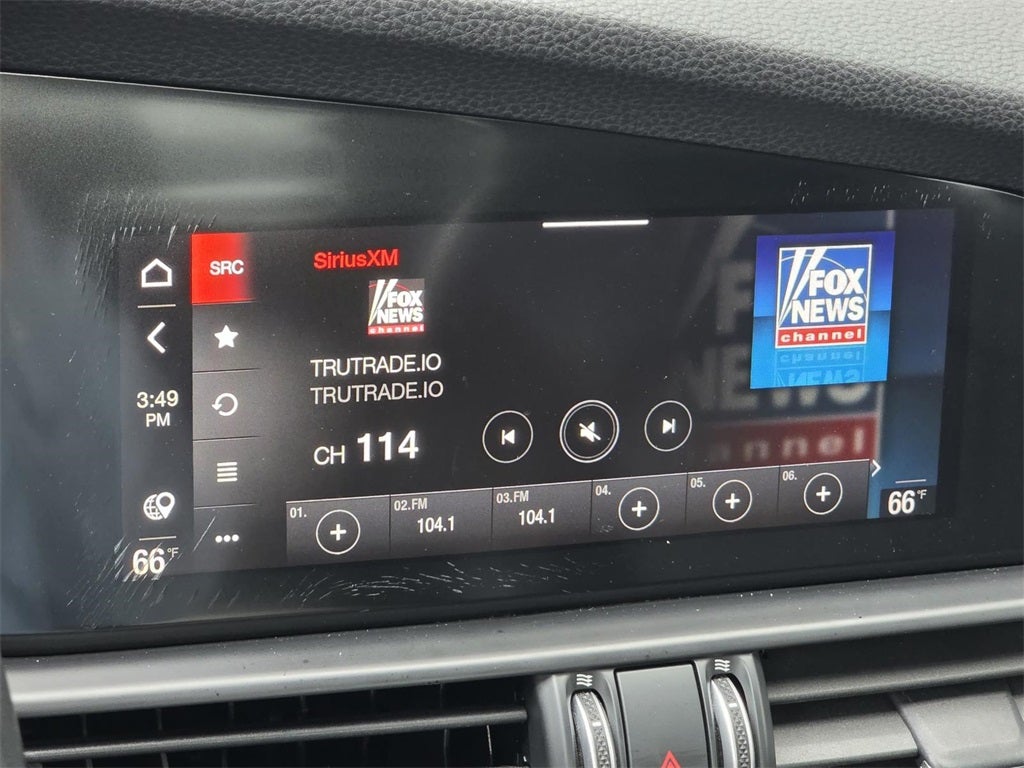 SRC
SiriusXM
FOX
NEWS
channel
TRUTRADE.IO
TRUTRADE.IO
CH 114
FOX
NEWS
channel
3:49
PM
66°F
01.
02.FM
104.1
03.FM
104.1
04.
05.
06.
66°F